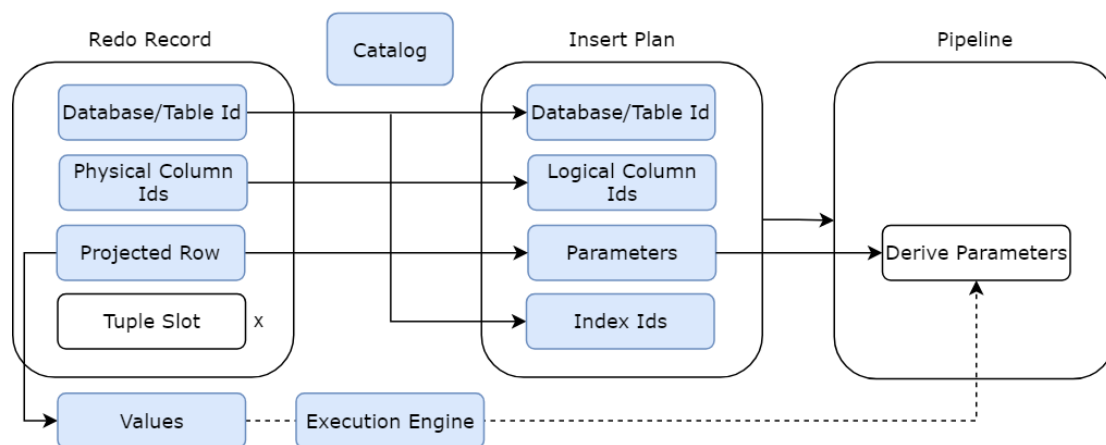 Redo Record
Catalog
Insert Plan
Pipeline
Database/Table Id
Database/Table Id
Physical Column
Ids
Logical Column
Ids
Projected Row
Parameters
Derive Parameters
Tuple Slot
x
Index Ids
Values
Execution Engine